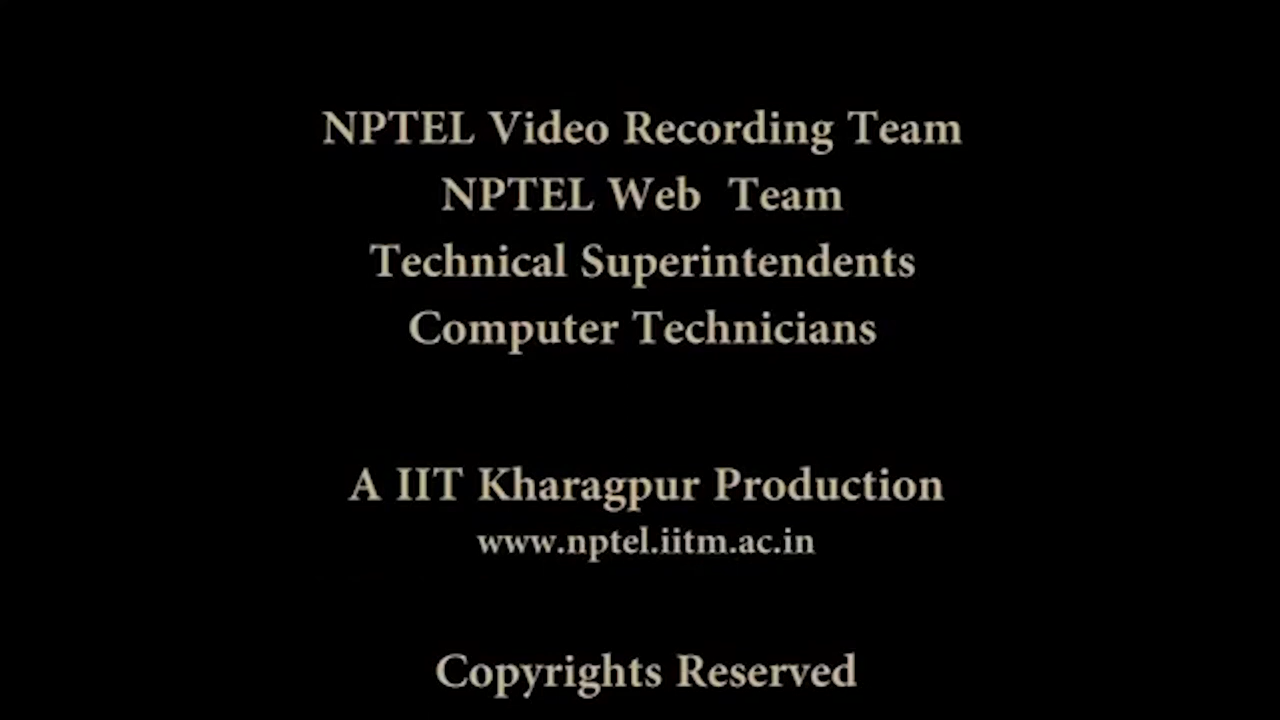 NPTEL Video Recording Team
NPTEL Web Team
Technical Superintendents
Computer Technicians
A IIT Kharagpur Production
www.nptel.iitm.ac.in
Copyrights Reserved